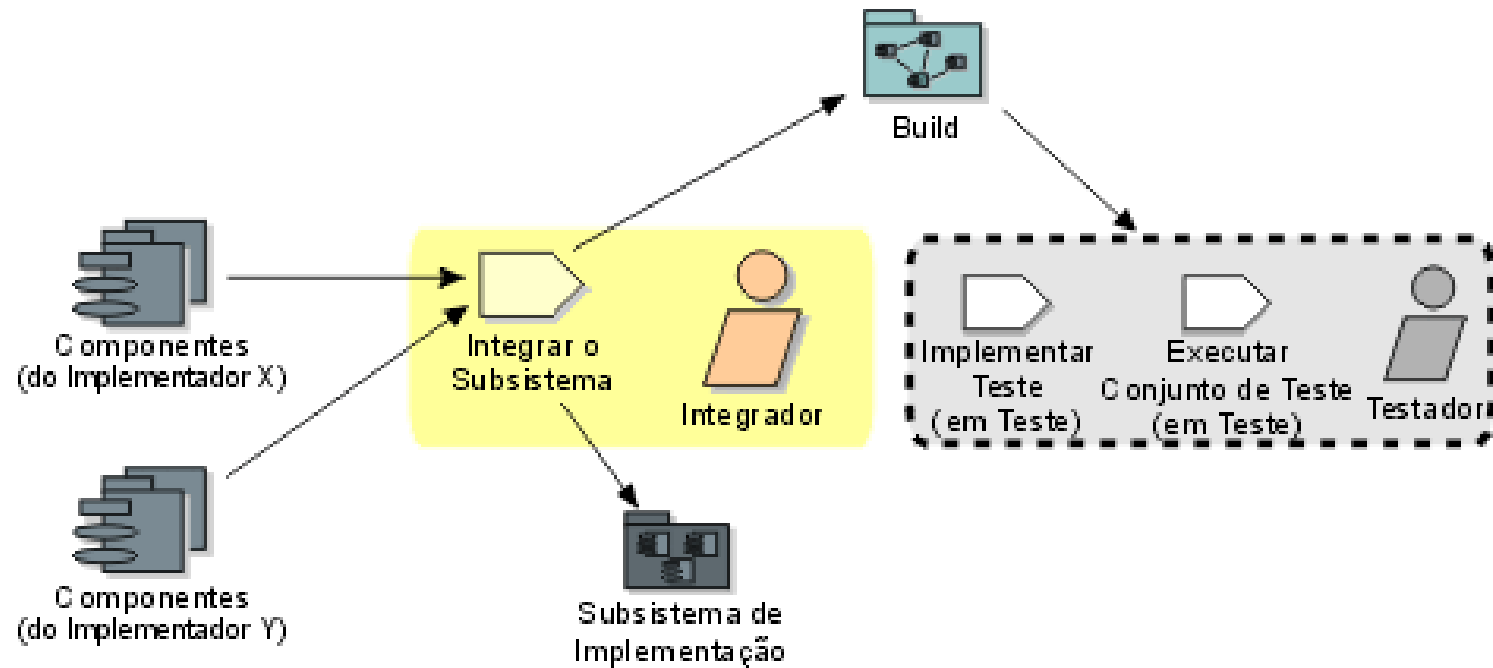 Build
Componentes
(do Implementador X)
Integrar o
Subsistema
Integrador
Implementar
Teste
(em Teste)
Executar
Conjunto de Teste
(em Teste)
Testador
Componentes
(do Implementador Y)
Subsistema de
Implementação